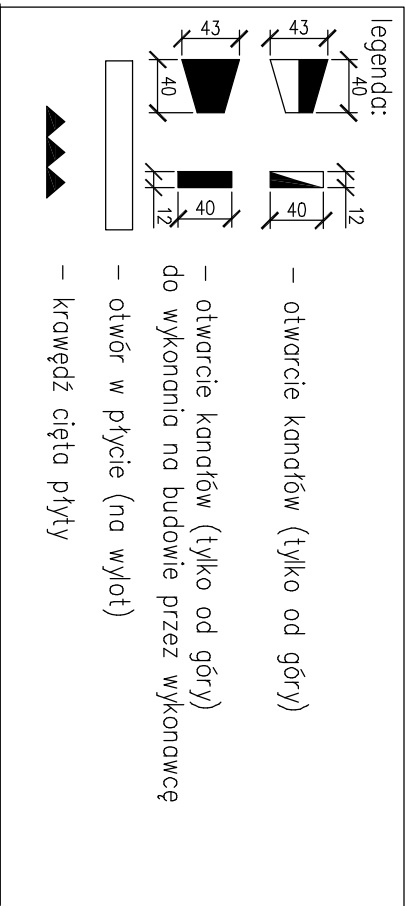 legenda:
43
40
40
12
– otwarcie kanałów (tylko od góry)
43
40
40
12
– otwarcie kanałów (tylko od góry)
do wykonania na budowie przez wykonawcę
– otwór w płycie (na wylot)
– krawędź cięta płyty